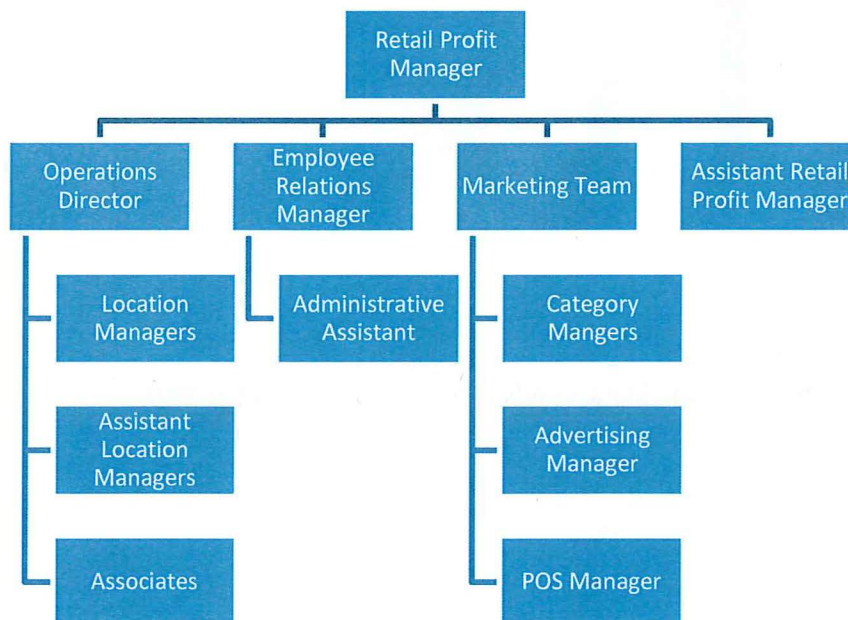 Retail Profit
Manager
Operations
Director
Employee
Relations
Manager
Marketing Team
Assistant Retail
Profit Manager
Location
Managers
Administrative
Assistant
Category
Mangers
Assistant
Location
Managers
Advertising
Manager
Associates
POS Manager